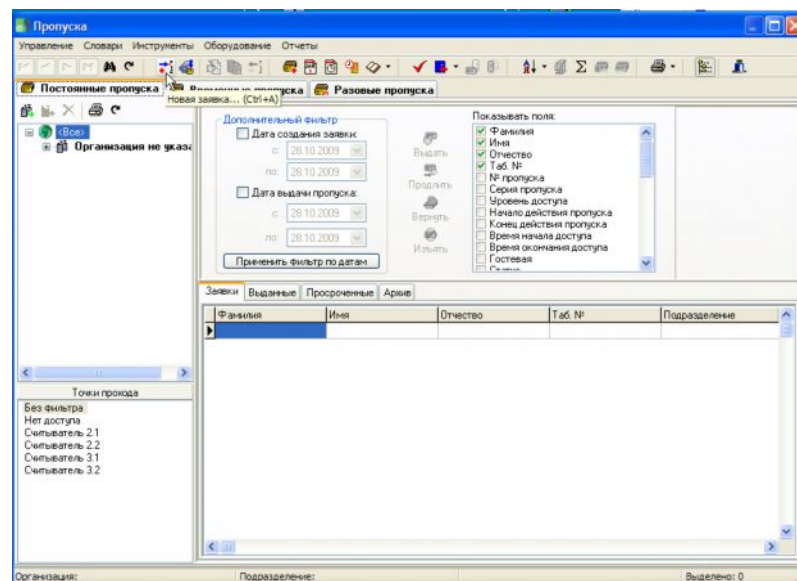 Пропуска
Управление Словари Инструменты Оборудование Отчеты
Постоянные пропуска
пропуска
Разовые пропуска
Новая заявка... (Ctrl+A)
<Все>
Организация не указа
Дополнительный фильтр
Дата создания заявки:
с: 28.10.2009
по: 28.10.2009
Дата выдачи пропуска:
с: 28.10.2009
по: 28.10.2009
Применить фильтр по датам
Выдать
Продлить
Вернуть
Изъять
Показывать поля:
Фамилия
Имя
Отчество
Таб. №
№ пропуска
Серия пропуска
Уровень доступа
Начало действия пропуска
Конец действия пропуска
Время начала доступа
Время окончания доступа
Гостевая
Заявки Выданные Просроченные Архив
Фамилия Имя Отчество Таб. № Подразделение
Точки прохода
Без фильтра
Нет доступа
Считыватель 2.1
Считыватель 2.2
Считыватель 3.1
Считыватель 3.2
Организация: Подразделение: Выделено: 0